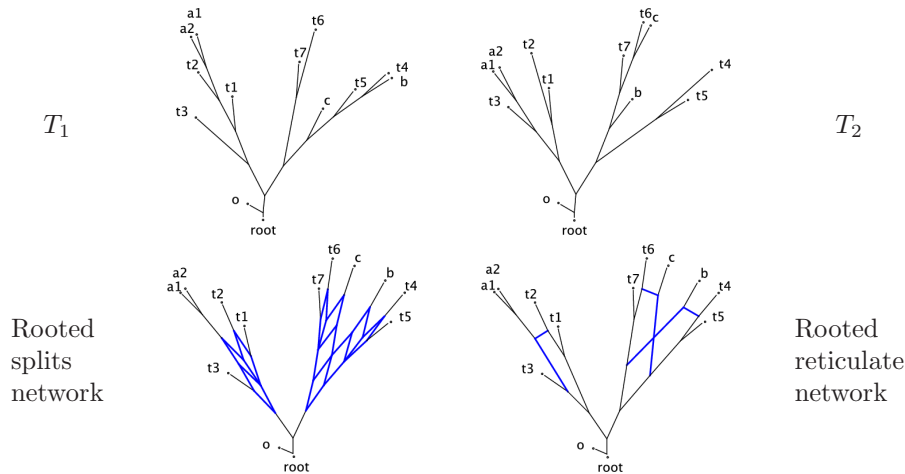 a1
a2
t2
t1
t3
t6
t7
t5
t4
b
c
o
root
T1
t6
c
t2
a2
a1
t7
t1
t3
b
t4
t5
o
root
T2
a2
a1
t2
t1
t3
t6
c
t7
b
t4
t5
o
root
Rooted
splits
network
a2
a1
t2
t1
t3
t6
c
t7
b
t4
t5
o
root
Rooted
reticulate
network